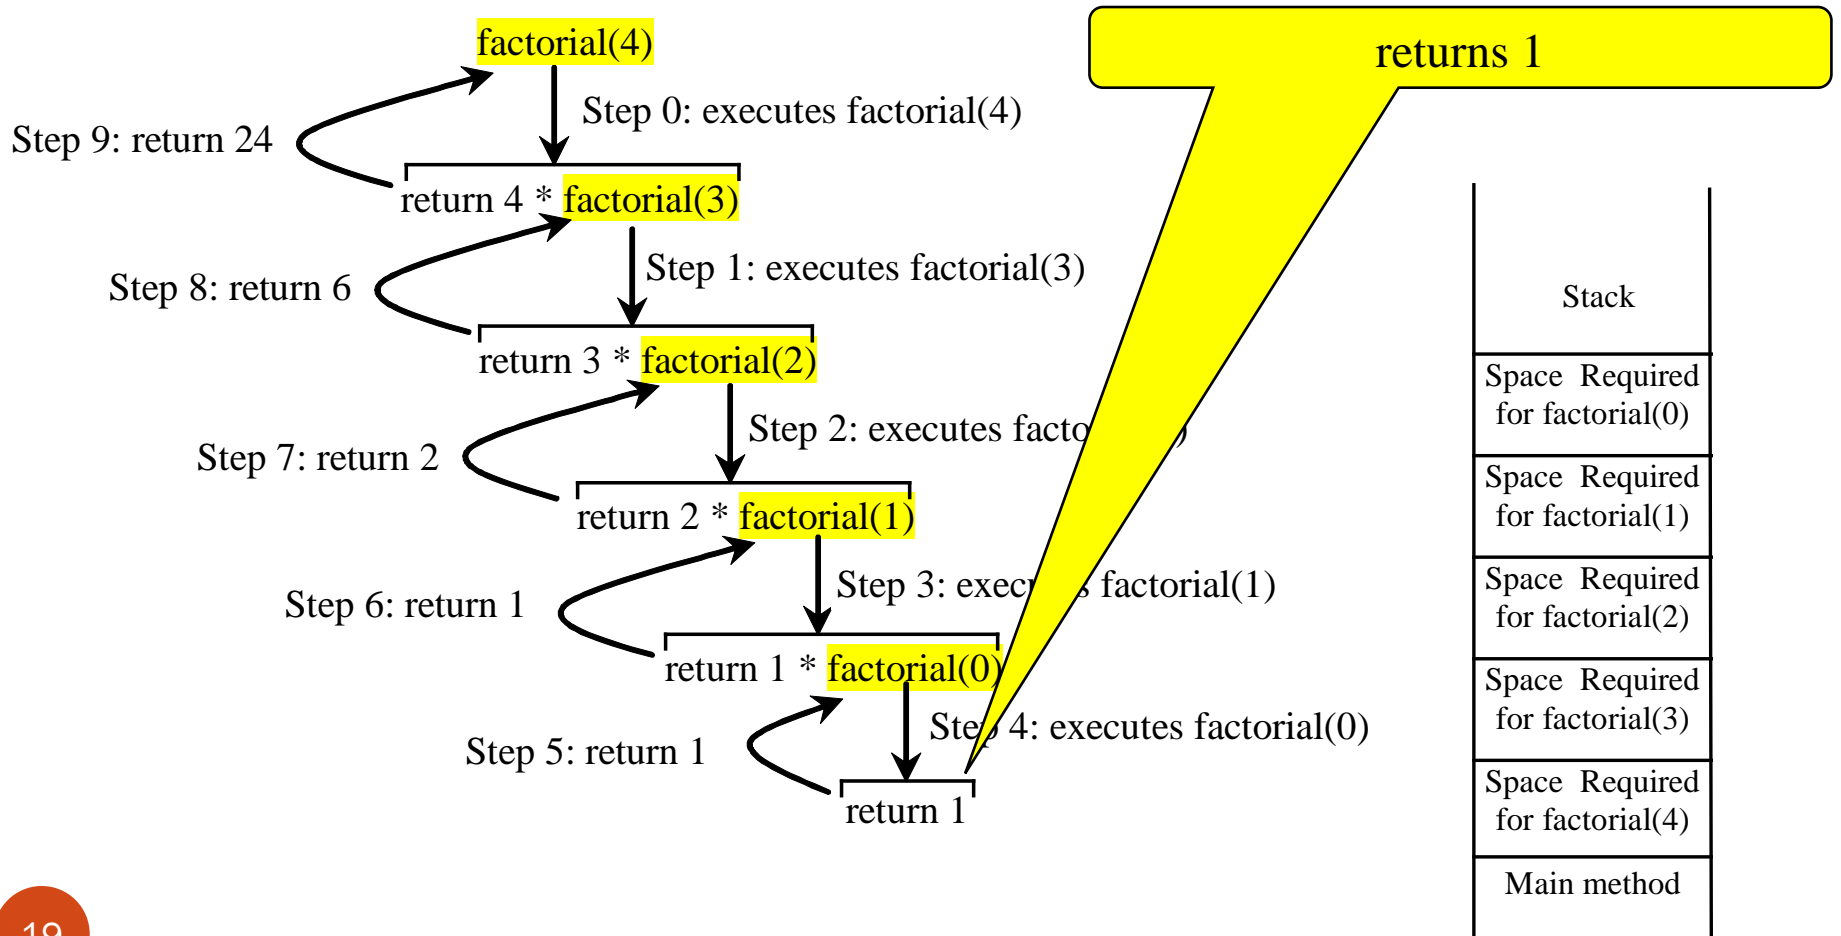 factorial(4)
returns 1
Step 0: executes factorial(4)
Step 9: return 24
return 4 * factorial(3)
Step 1: executes factorial(3)
Step 8: return 6
Stack
return 3 * factorial(2)
Space Required
for factorial(0)
Step 2: executes
Step 7: return 2
Space Required
for factorial(1)
return 2 * factorial(1)
Step 3: factorial(1)
Step 6: return 1
Space Required
for factorial(2)
return 1 * factorial(0)
Space Required
for factorial(3)
Step 4: executes factorial(0)
Step 5: return 1
return 1
Space Required
for factorial(4)
Main method
19